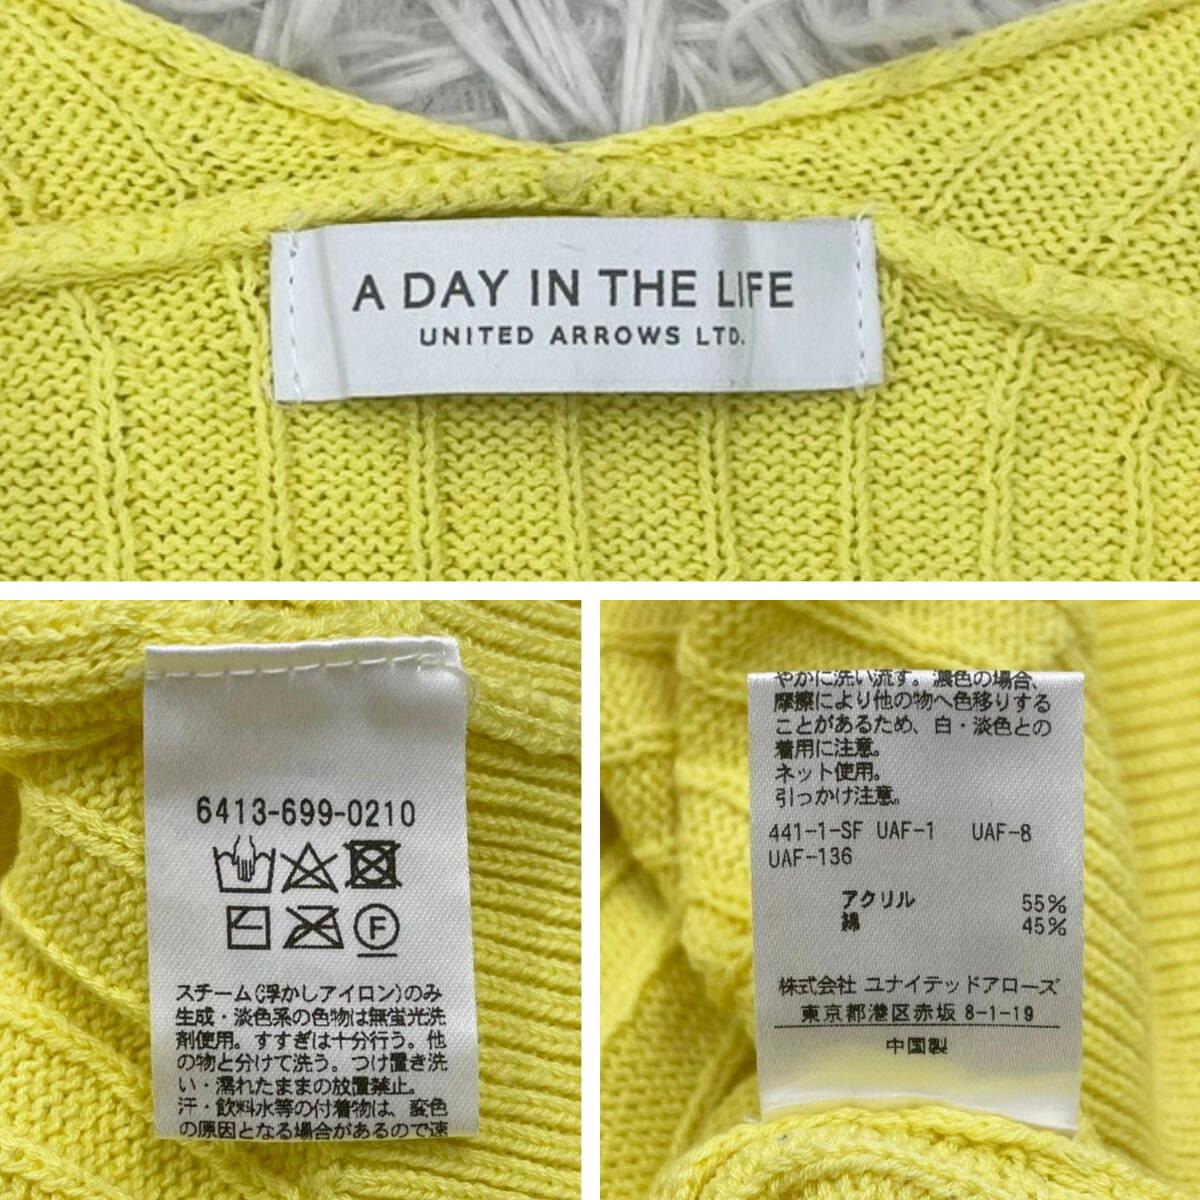 A DAY IN THE LIFE
UNITED ARROWS LTD.
6413-699-0210
F
スチーム(浮かしアイロン)のみ
生成・淡色系の色物は無蛍光洗
剤使用。すすぎは十分行う。他
の物と分けて洗う。つけ置き洗
い・濡れたままの放置禁止。
汗・飲料水等の付着物は、変色
の原因となる場合があるので速
やかに洗い流す。濃色の場合、
摩擦により他の物へ色移りする
ことがあるため、白・淡色との
着用に注意。
ネット使用。
引っかけ注意。
441-1-SF UAF-1 UAF-8
UAF-136
アクリル 55%
綿 45%
株式会社 ユナイテッドアローズ
東京都港区赤坂 8-1-19
中国製